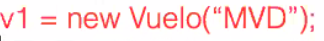 v1 = new Vuelo(“MVD”);